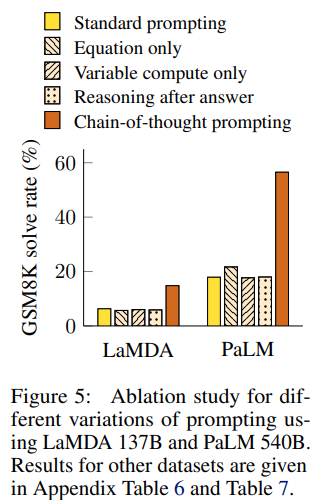 Standard prompting
Equation only
Variable compute only
Reasoning after answer
Chain-of-thought prompting
GSM8K solve rate (%)
60
40
20
0
LaMDA PaLM
Figure 5: Ablation study for dif-
ferent variations of prompting us-
ing LaMDA 137B and PaLM 540B.
Results for other datasets are given
in Appendix Table 6 and Table 7.